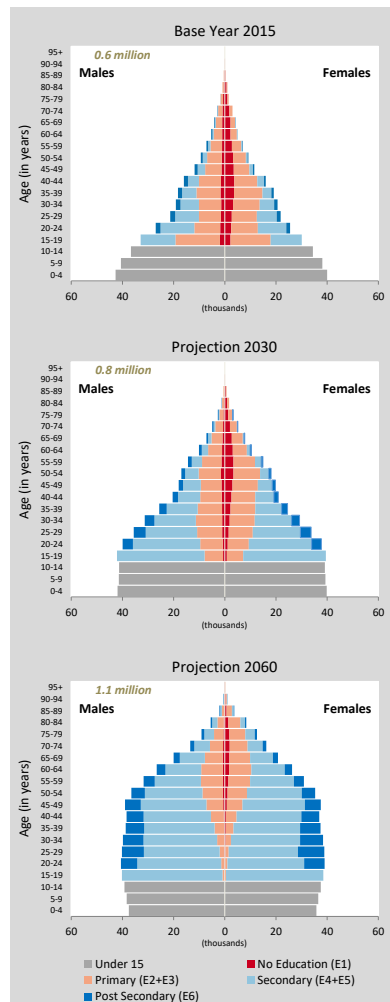 Base Year 2015
0.6 million
Males
Females
Age (in years)
95+
90-94
85-89
80-84
75-79
70-74
65-69
60-64
55-59
50-54
45-49
40-44
35-39
30-34
25-29
20-24
15-19
10-14
5-9
0-4
60 40 20 0 20 40 60
(thousands)
Projection 2030
0.8 million
Males
Females
Age (in years)
95+
90-94
85-89
80-84
75-79
70-74
65-69
60-64
55-59
50-54
45-49
40-44
35-39
30-34
25-29
20-24
15-19
10-14
5-9
0-4
60 40 20 0 20 40 60
(thousands)
Projection 2060
1.1 million
Males
Females
Age (in years)
95+
90-94
85-89
80-84
75-79
70-74
65-69
60-64
55-59
50-54
45-49
40-44
35-39
30-34
25-29
20-24
15-19
10-14
5-9
0-4
60 40 20 0 20 40 60
(thousands)
Under 15 No Education (E1)
Primary (E2+E3) Secondary (E4+E5)
Post Secondary (E6)